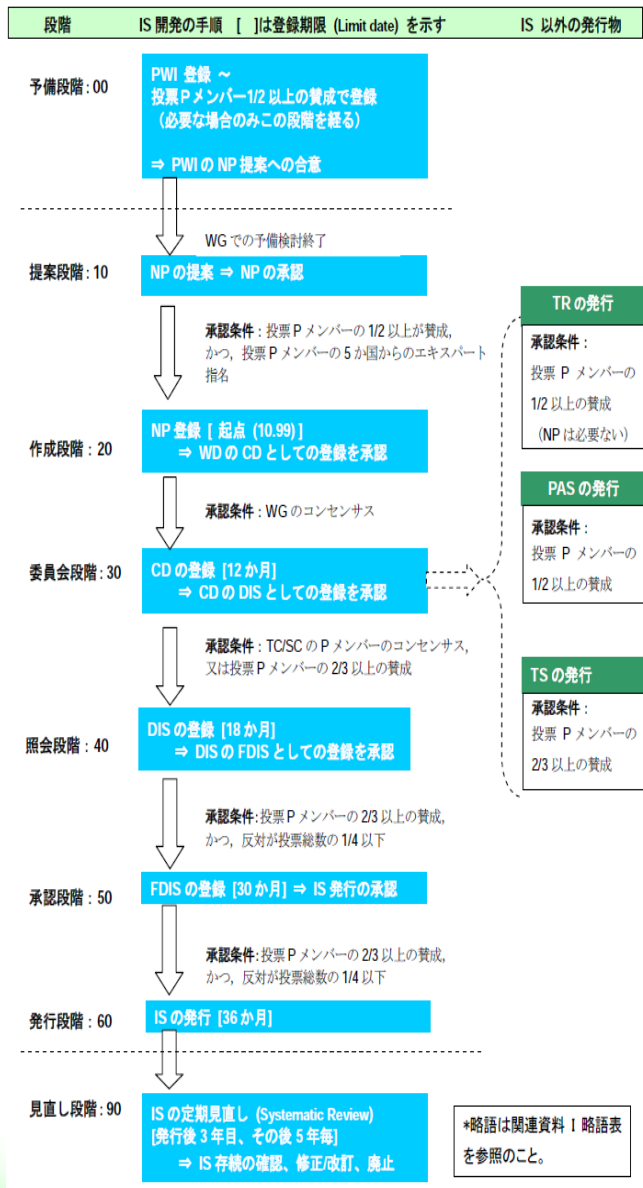 段階 IS 開発の手順 [ ]は登録期限 (Limit date) を示す IS 以外の発行物
予備段階:00
PWI 登録 ~
投票Pメンバー1/2以上の賛成で登録
(必要な場合のみこの段階を経る)
⇒ PWI の NP 提案への合意
WG での予備検討終了
提案段階:10
NP の提案 ⇒ NP の承認
承認条件:投票 P メンバーの 1/2 以上が賛成,
かつ,投票 P メンバーの 5 か国からのエキスパート
指名
作成段階:20
NP 登録 [ 起点 (10.99)]
⇒ WD の CD としての登録を承認
承認条件:WG のコンセンサス
委員会段階:30
CD の登録 [12 か月]
⇒ CD の DIS としての登録を承認
承認条件:TC/SC の P メンバーのコンセンサス,
又は投票 P メンバーの 2/3 以上の賛成
照会段階:40
DIS の登録 [18 か月]
⇒ DIS の FDIS としての登録を承認
承認条件:投票 P メンバーの 2/3 以上の賛成,
かつ,反対が投票総数の 1/4 以下
承認段階:50
FDIS の登録 [30 か月] ⇒ IS 発行の承認
承認条件:投票 P メンバーの 2/3 以上の賛成,
かつ,反対が投票総数の 1/4 以下
発行段階:60
IS の発行 [36 か月]
見直し段階:90
IS の定期見直し (Systematic Review)
[発行後 3 年目、その後 5 年毎]
⇒ IS 存続の確認、修正/改訂、廃止
TR の発行
承認条件:
投票 P メンバーの
1/2 以上の賛成
(NP は必要ない)
PAS の発行
承認条件:
投票 P メンバーの
1/2 以上の賛成
TS の発行
承認条件:
投票 P メンバーの
2/3 以上の賛成
*略語は関連資料 I 略語表
を参照のこと。